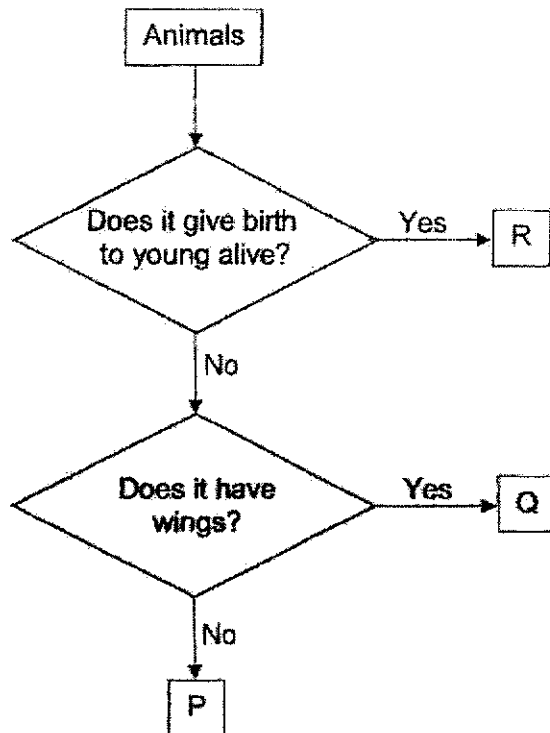 Animals
Does it give birth
to young alive?
Yes
R
No
Does it have
wings?
Yes
Q
No
P